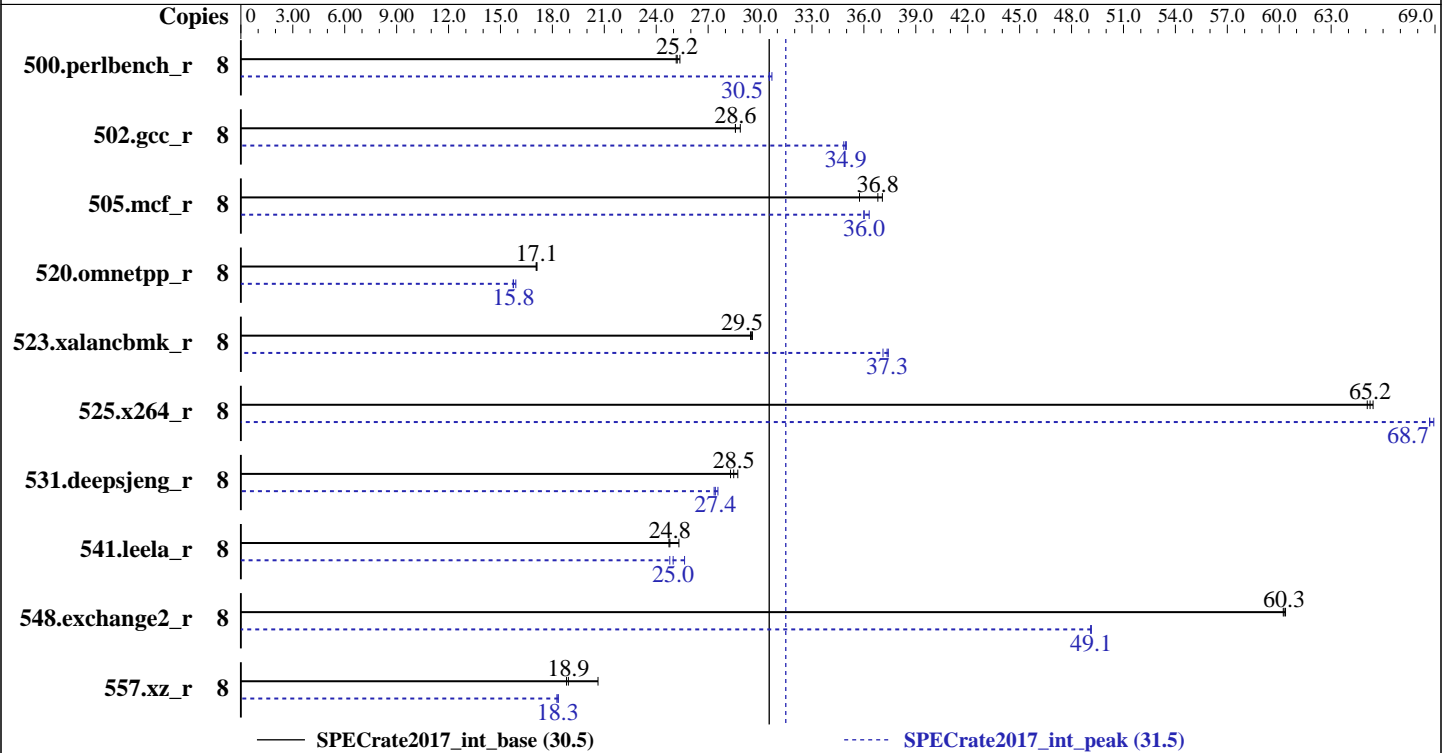 Copies 0 3.00 6.00 9.00 12.0 15.0 18.0 21.0 24.0 27.0 30.0 33.0 36.0 39.0 42.0 45.0 48.0 51.0 54.0 57.0 60.0 63.0 69.0
25.2
500.perlbench_r 8
30.5
28.6
502.gcc_r 8
34.9
36.8
505.mcf_r 8
36.0
17.1
520.omnetpp_r 8
15.8
29.5
523.xalancbmk_r 8
37.3
65.2
525.x264_r 8
68.7
28.5
531.deepsjeng_r 8
27.4
24.8
541.leela_r 8
25.0
60.3
548.exchange2_r 8
49.1
18.9
557.xz_r 8
18.3
SPECrate2017_int_base (30.5) SPECrate2017_int_peak (31.5)